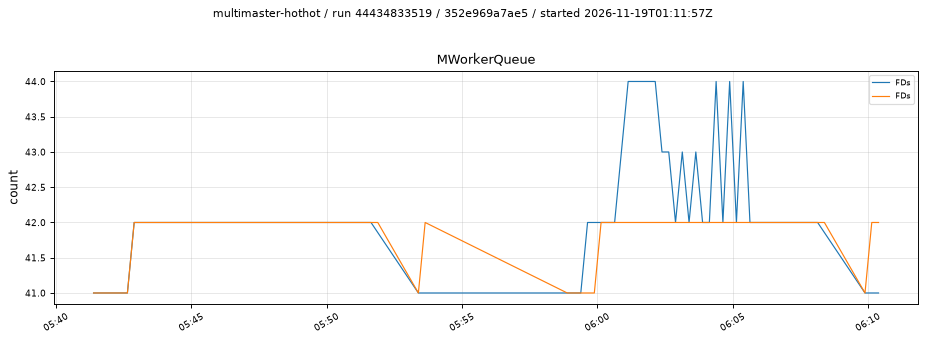 multimaster-hothot / run 44434833519 / 352e969a7ae5 / started 2026-11-19T01:11:57Z
MWorkerQueue
44.0
43.5
43.0
42.5
42.0
41.5
41.0
count
FDs
FDs
05:40
05:45
05:50
05:55
06:00
06:05
06:10